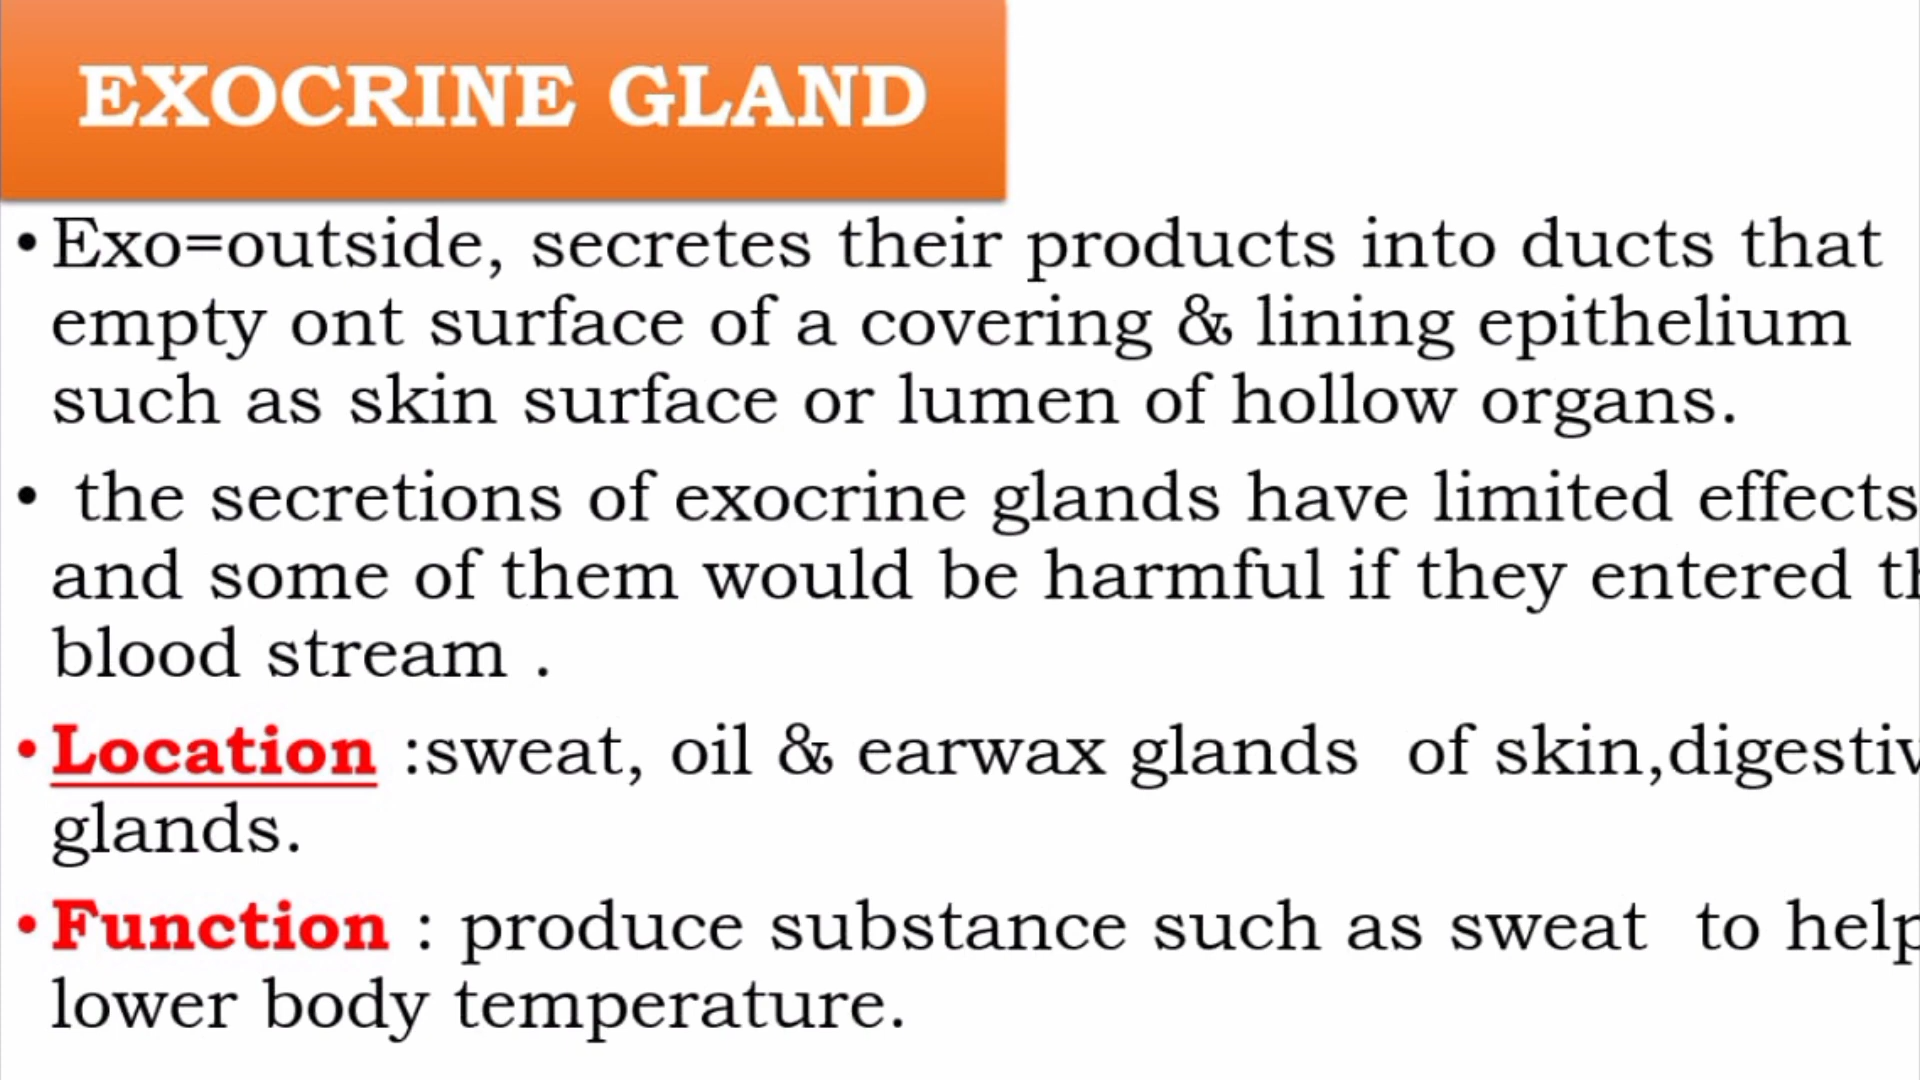 EXOCRINE GLAND
• Exo=outside, secretes their products into ducts that
empty ont surface of a covering & lining epithelium
such as skin surface or lumen of hollow organs.
• the secretions of exocrine glands have limited effects
and some of them would be harmful if they entered th
blood stream .
• Location :sweat, oil & earwax glands of skin,digestiv
glands.
• Function : produce substance such as sweat to help
lower body temperature.